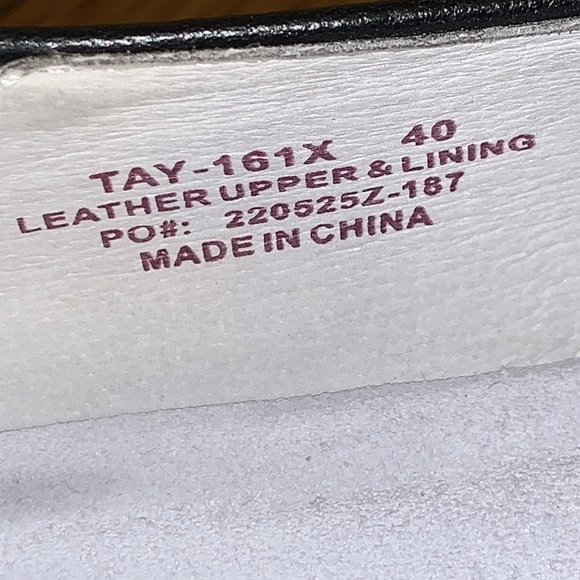 TAY-161X 40
LEATHER UPPER & LINING
PO#: 220525Z-187
MADE IN CHINA